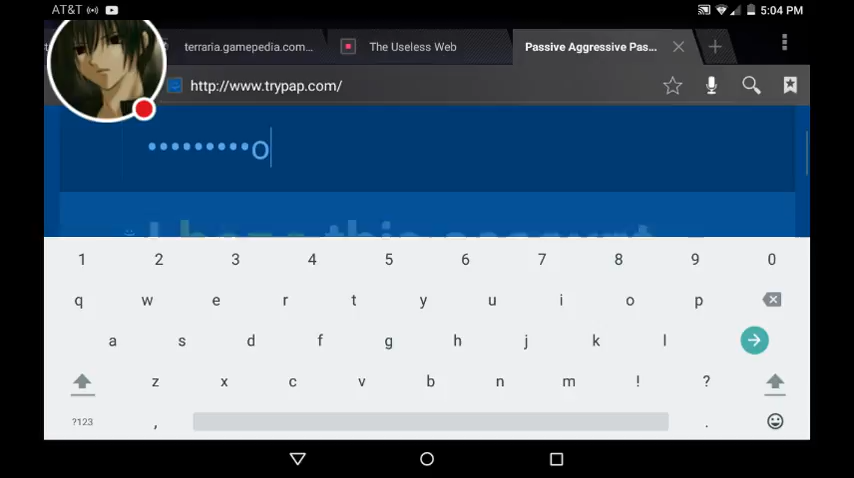 AT&T
5:04 PM
terraria.gamepedia.com...
The Useless Web
Passive Aggressive Pas...
http://www.trypap.com/
•••••••••o
1 2 3 4 5 6 7 8 9 0
q w e r t y u i o p
a s d f g h j k l
z x c v b n m ! ?
?123 , .